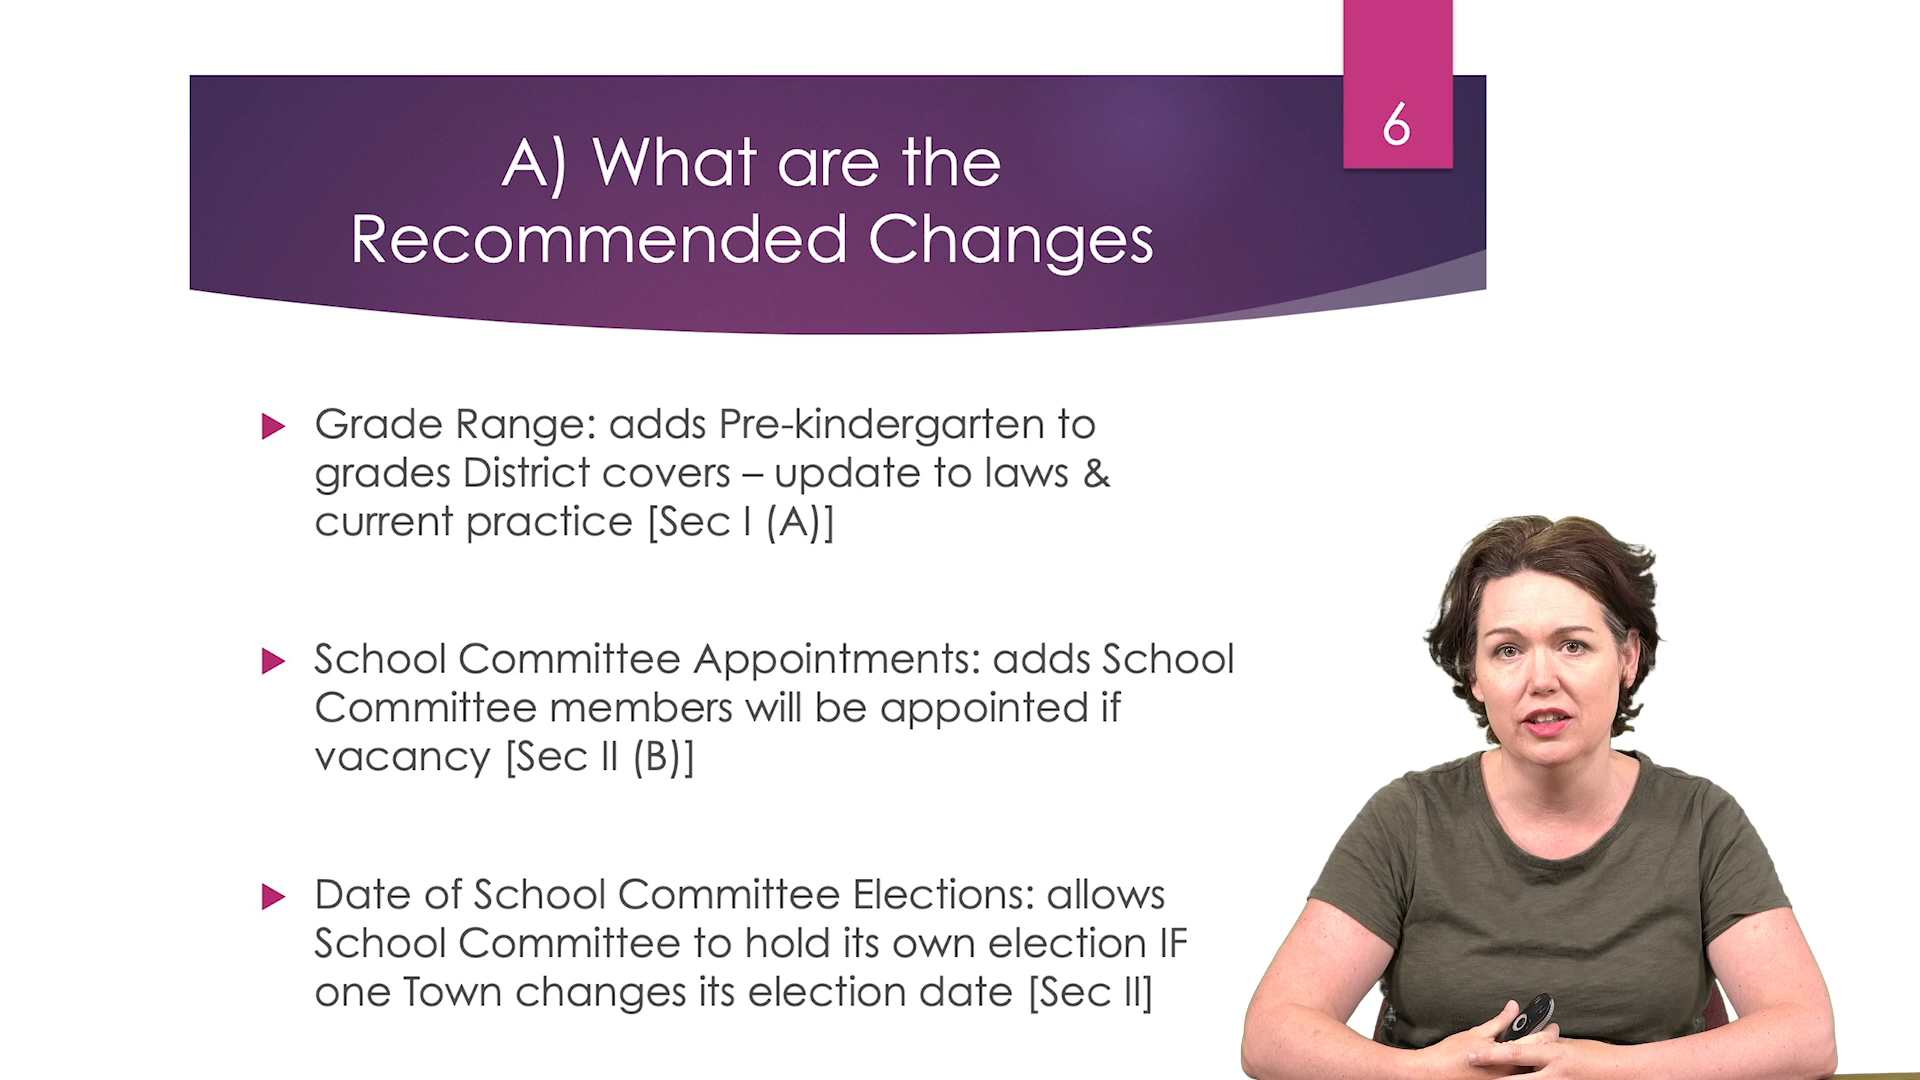 6
A) What are the
Recommended Changes
Grade Range: adds Pre-kindergarten to
grades District covers – update to laws &
current practice [Sec I (A)]
School Committee Appointments: adds School
Committee members will be appointed if
vacancy [Sec II (B)]
Date of School Committee Elections: allows
School Committee to hold its own election IF
one Town changes its election date [Sec II]